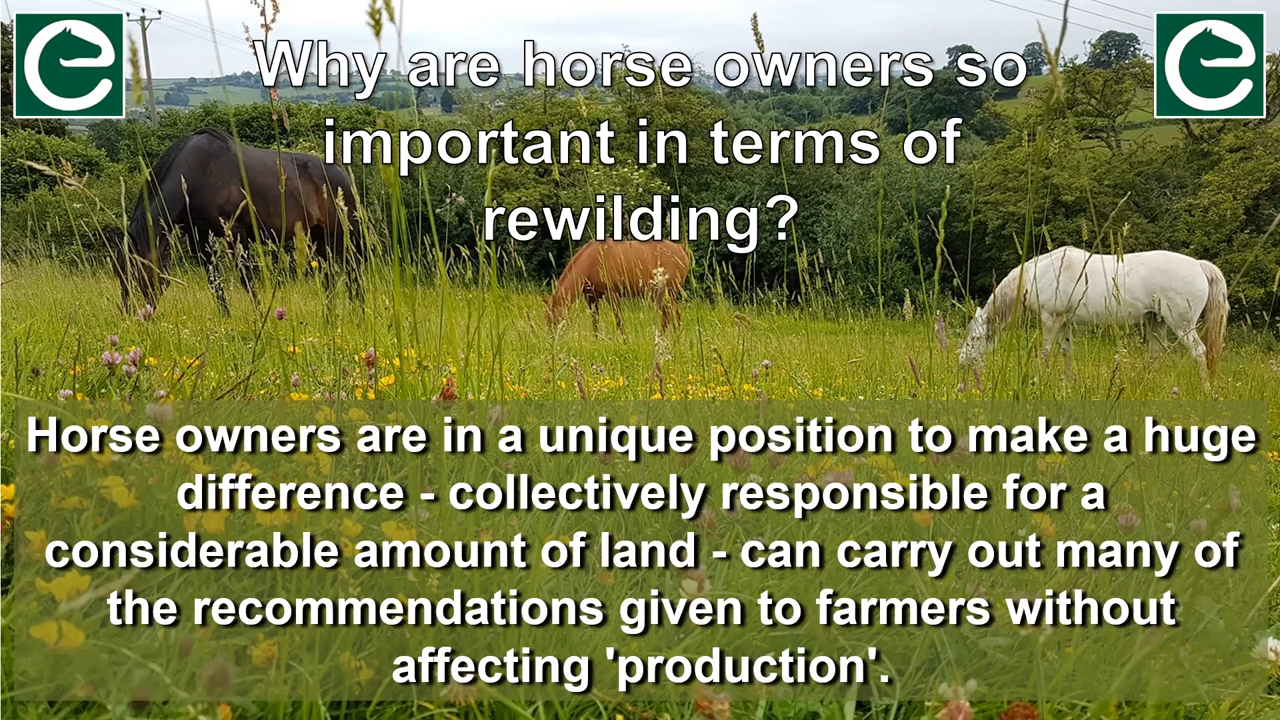 Why are horse owners so
important in terms of
rewilding?
Horse owners are in a unique position to make a huge
difference - collectively responsible for a
considerable amount of land - can carry out many of
the recommendations given to farmers without
affecting 'production'.